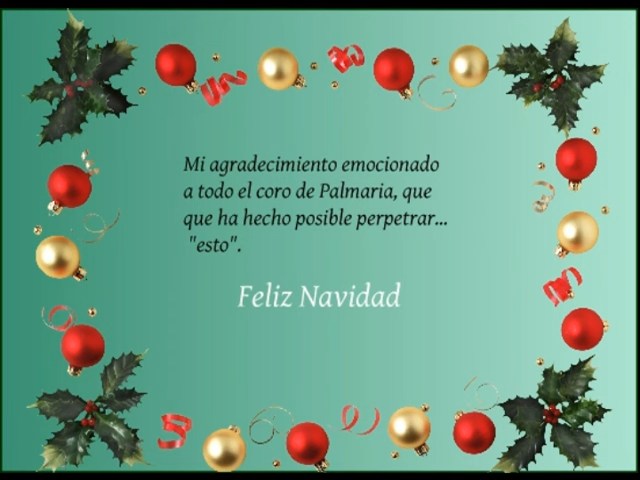 Mi agradecimiento emocionado
a todo el coro de Palmaria, que
que ha hecho posible perpetrar...
"esto".
Feliz Navidad